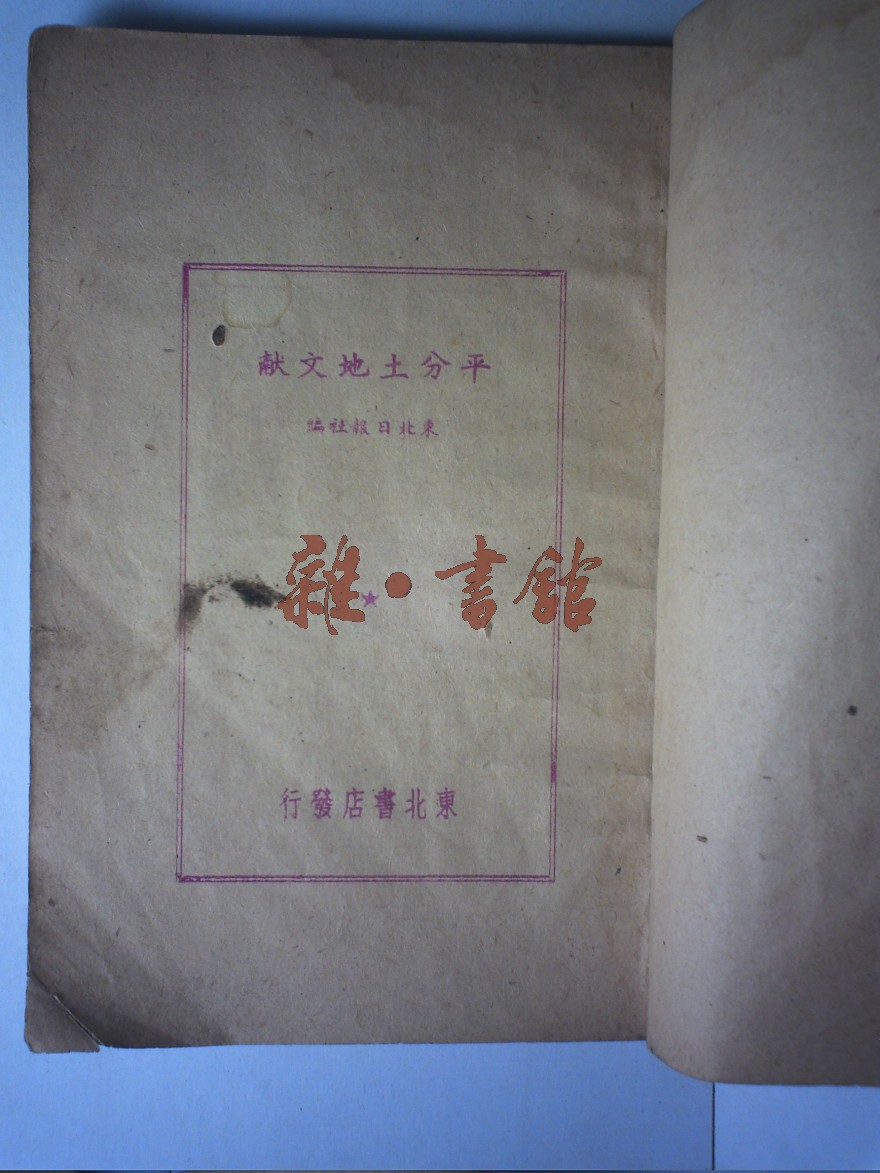 平分土地文献
東北日報社編
雜·書館
東北書店發行